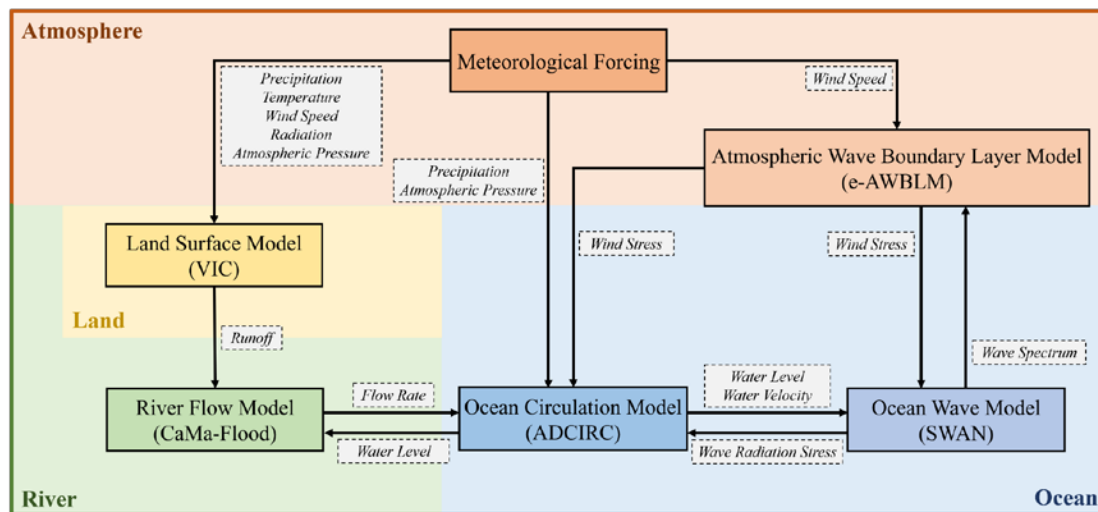 Atmosphere
Meteorological Forcing
Precipitation
Temperature
Wind Speed
Radiation
Atmospheric Pressure
Wind Speed
Precipitation
Atmospheric Pressure
Atmospheric Wave Boundary Layer Model
(e-AWBLM)
Land Surface Model
(VIC)
Wind Stress
Wind Stress
Land
Runoff
Wave Spectrum
River Flow Model
(CaMa-Flood)
Flow Rate
Water Level
Ocean Circulation Model
(ADCIRC)
Water Level
Water Velocity
Wave Radiation Stress
Ocean Wave Model
(SWAN)
River
Ocean